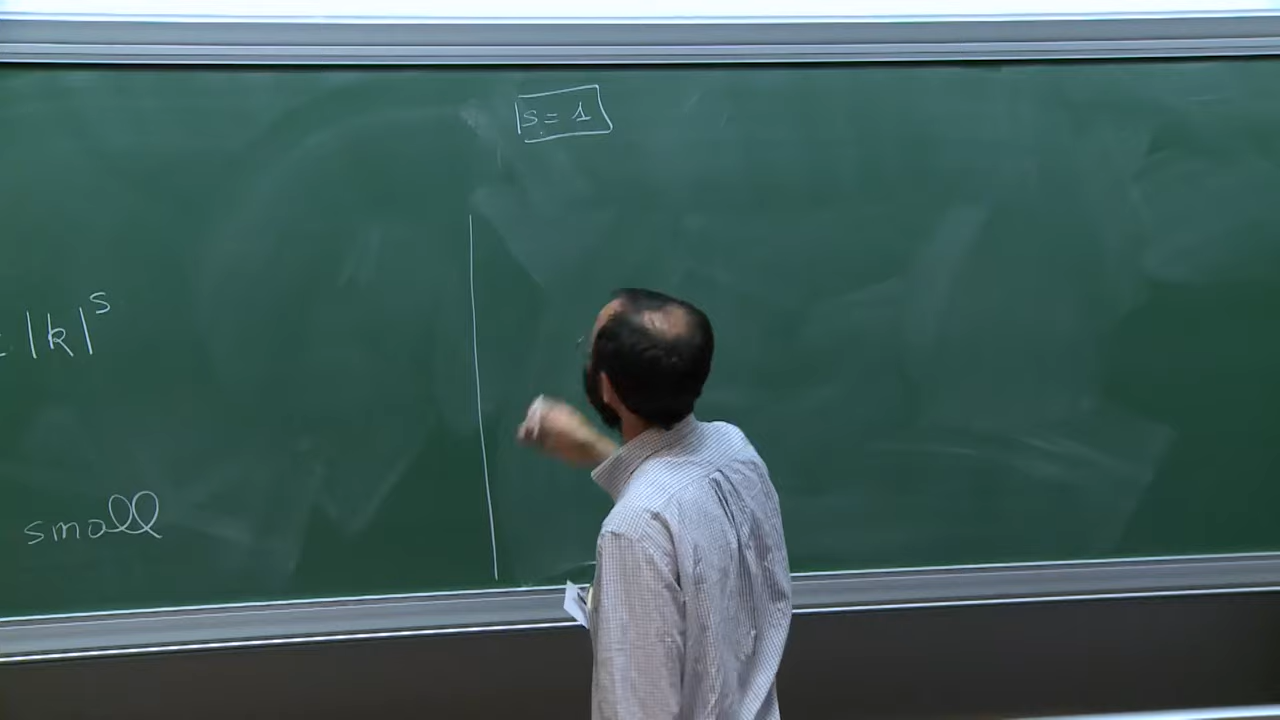 |k|^s
small
s = 1